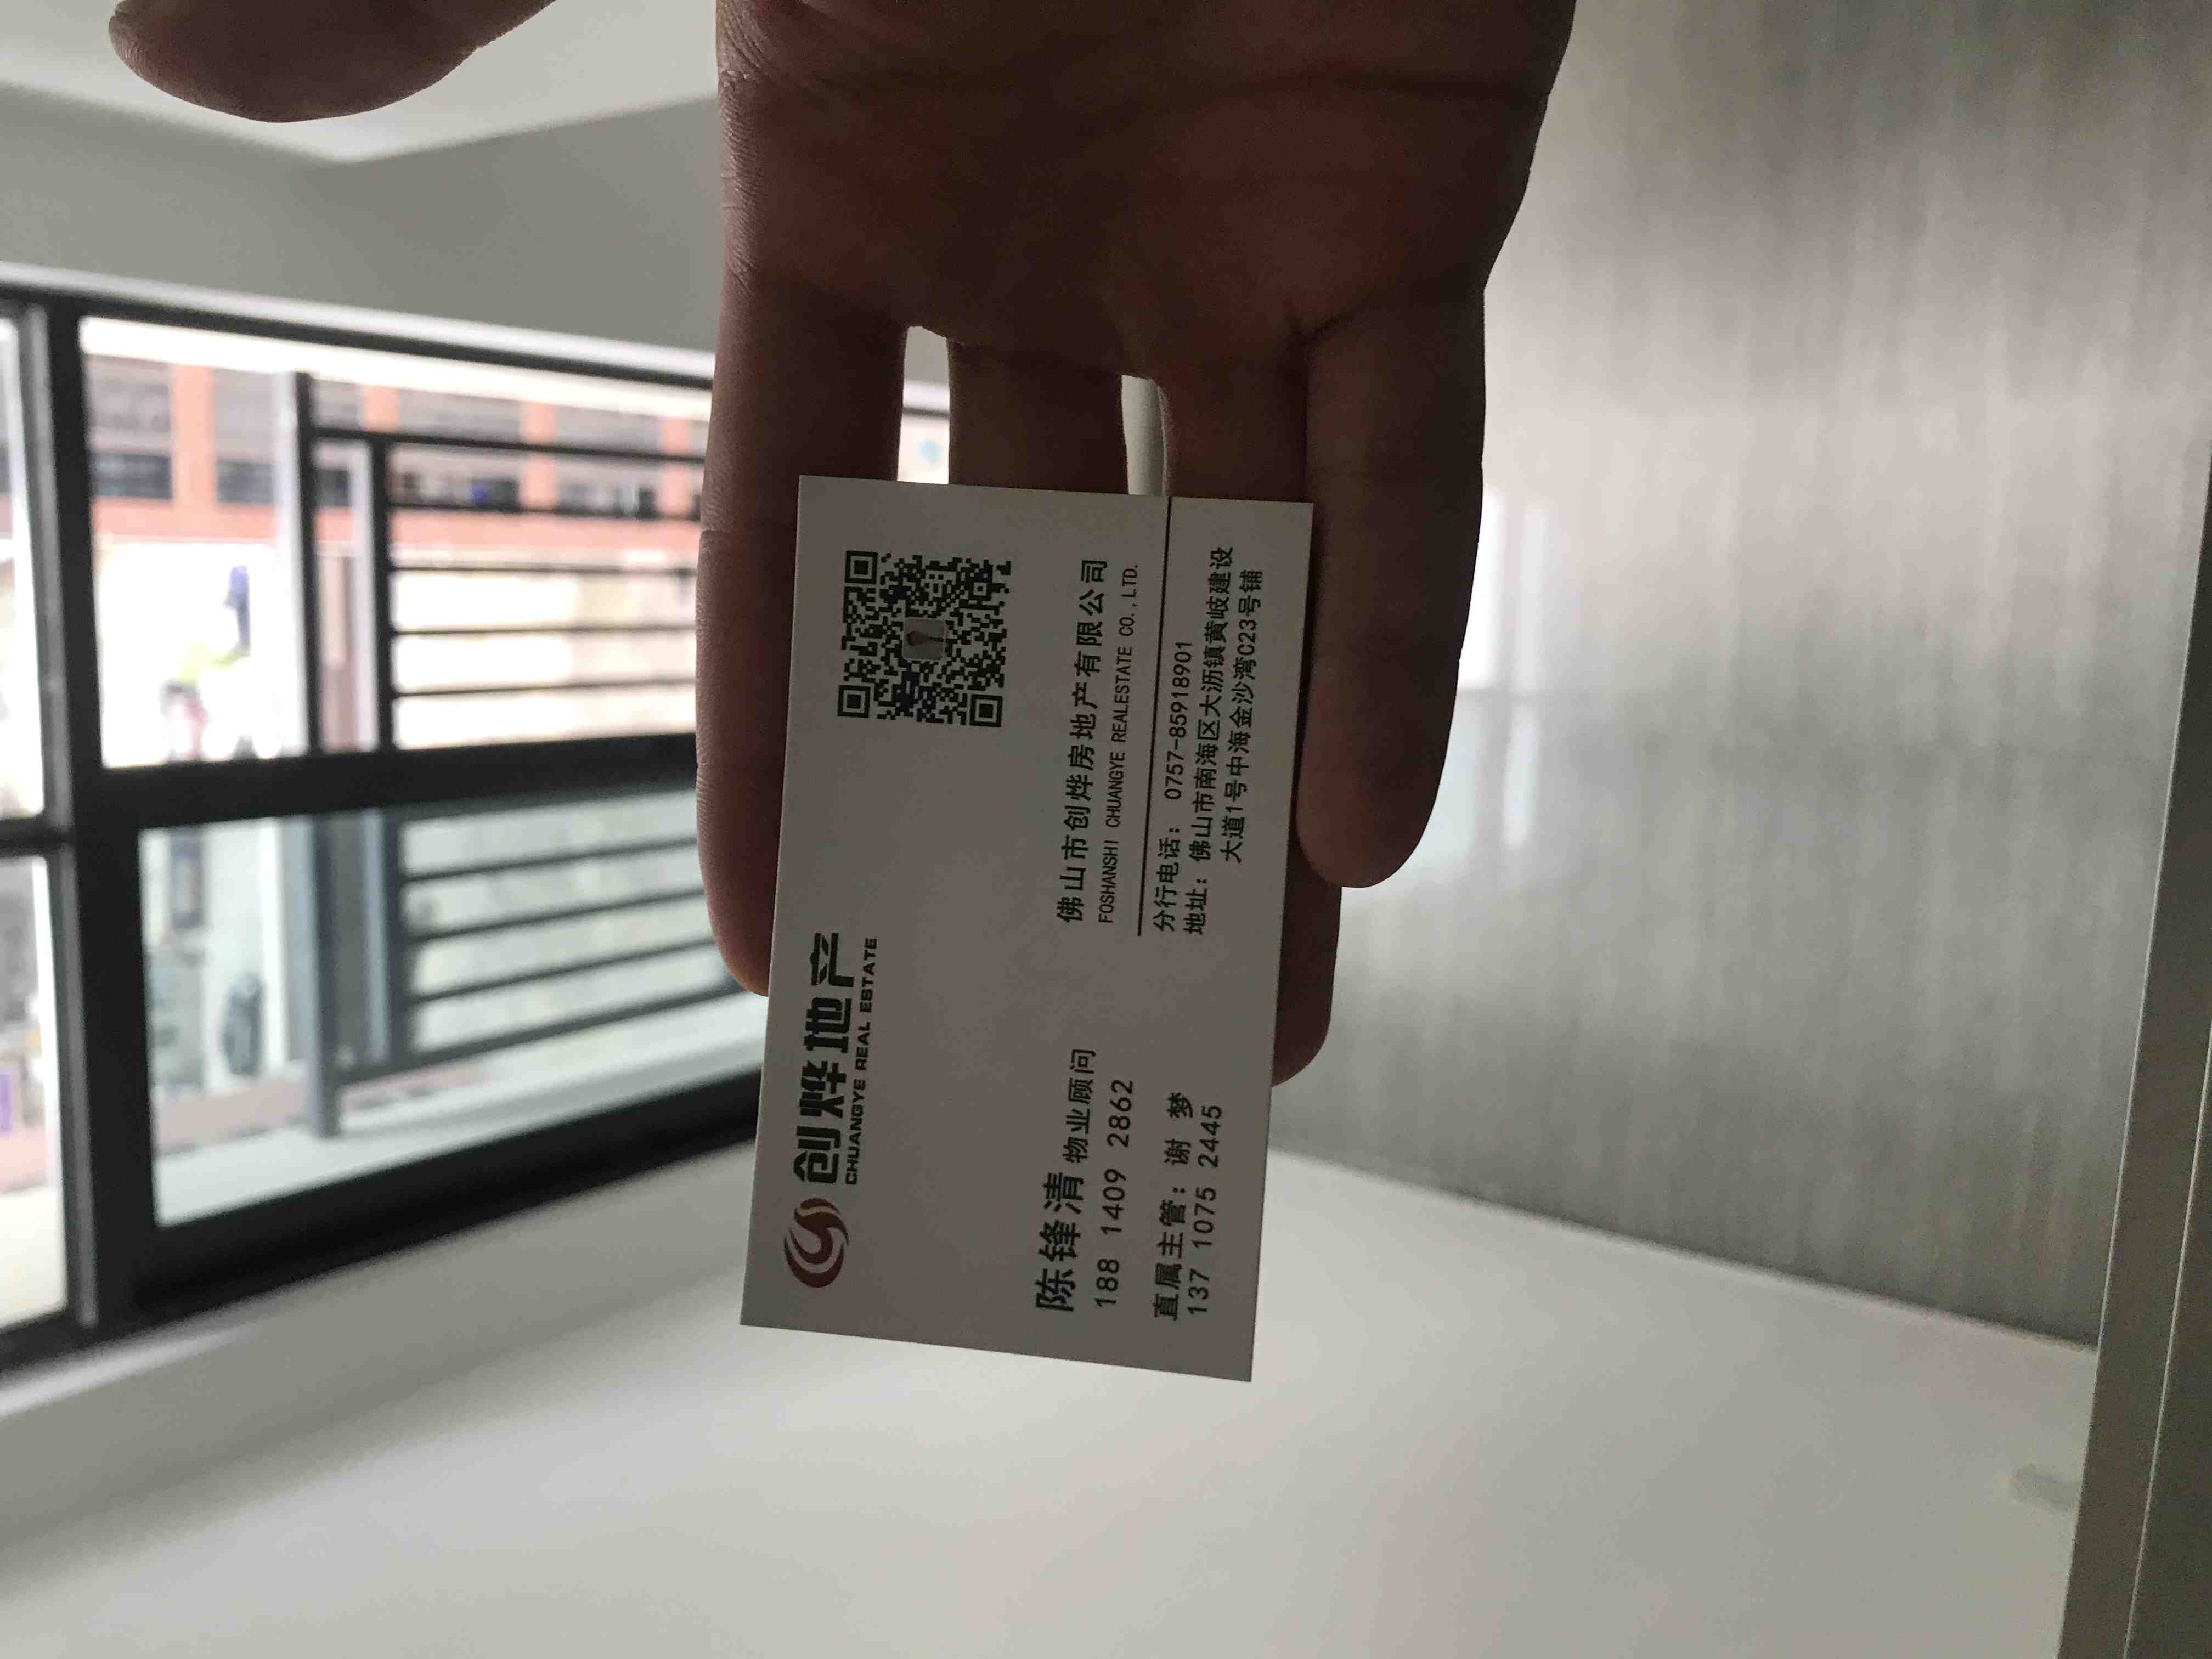 创烨地产
CHUANGYE REAL ESTATE
陈锋清 物业顾问
188 1409 2862
直属主管：谢 梦
137 1075 2445
佛山市创烨房地产有限公司
FOSHANSHI CHUANGYE REALESTATE CO.,LTD.
分行电话： 0757-85918901
地址：佛山市南海区大沥镇黄岐建设
大道1号中海金沙湾C23号铺